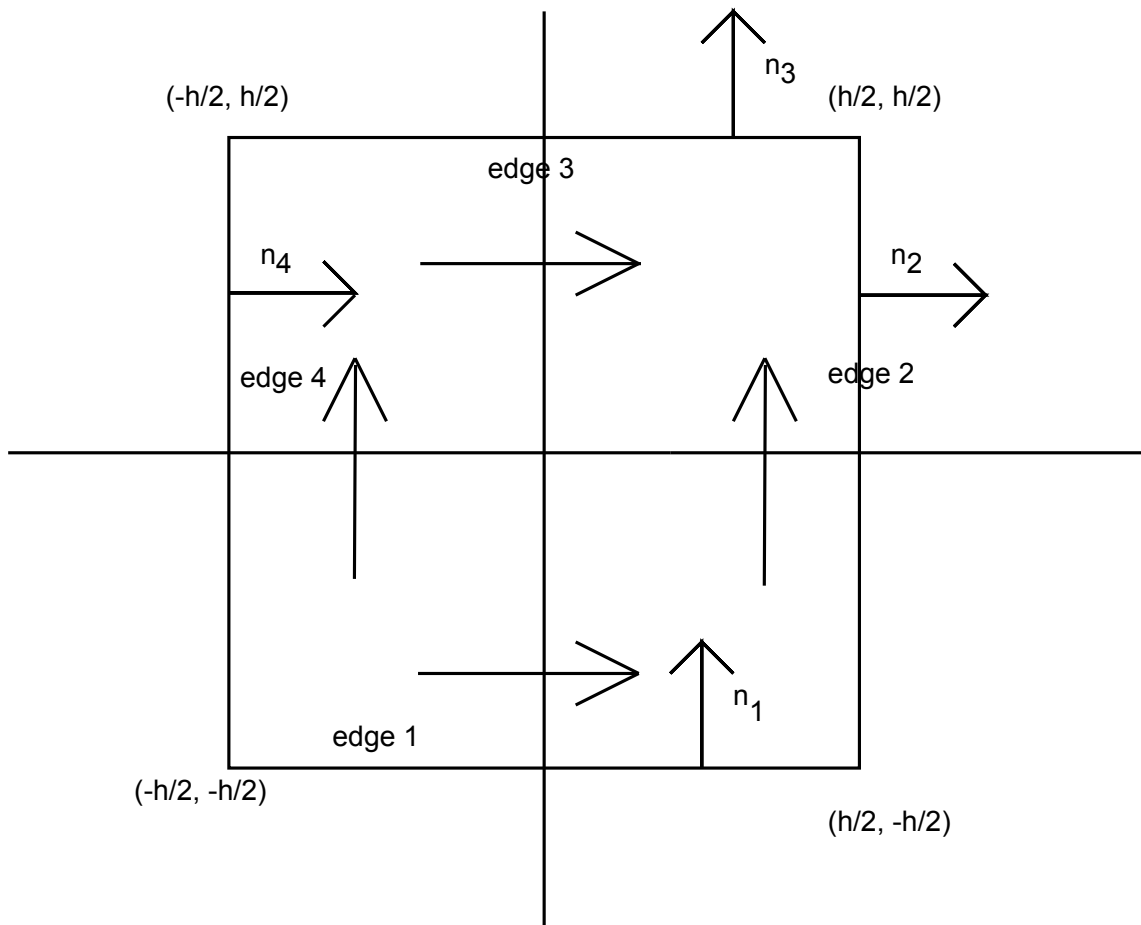 n3
(-h/2, h/2)
(h/2, h/2)
edge 3
n4
n2
edge 4
edge 2
n1
edge 1
(-h/2, -h/2)
(h/2, -h/2)